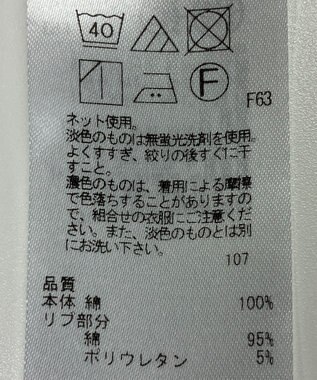 40
F
F63
ネット使用。
淡色のものは無蛍光洗剤を使用。
よくすすぎ、絞りの後すぐに干
すこと。
濃色のものは、着用による摩擦
で色落ちすることがありますの
で、組合せの衣服にご注意くださ
い。また、淡色のものとは別
にお洗い下さい。
107
品質
本体 綿 100%
リブ部分
綿 95%
ポリウレタン 5%